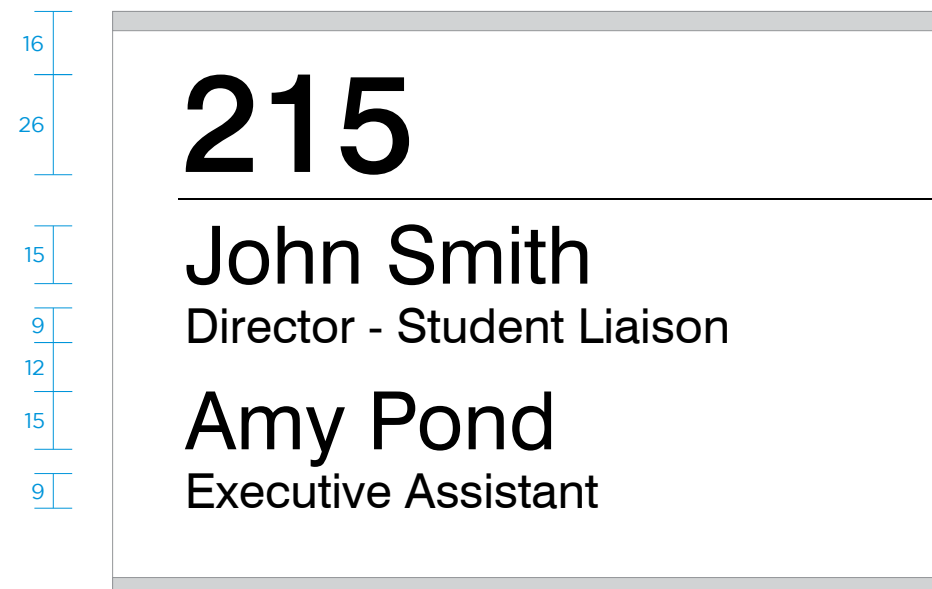 16
26
215
15
John Smith
9
Director - Student Liaison
12
15
Amy Pond
9
Executive Assistant